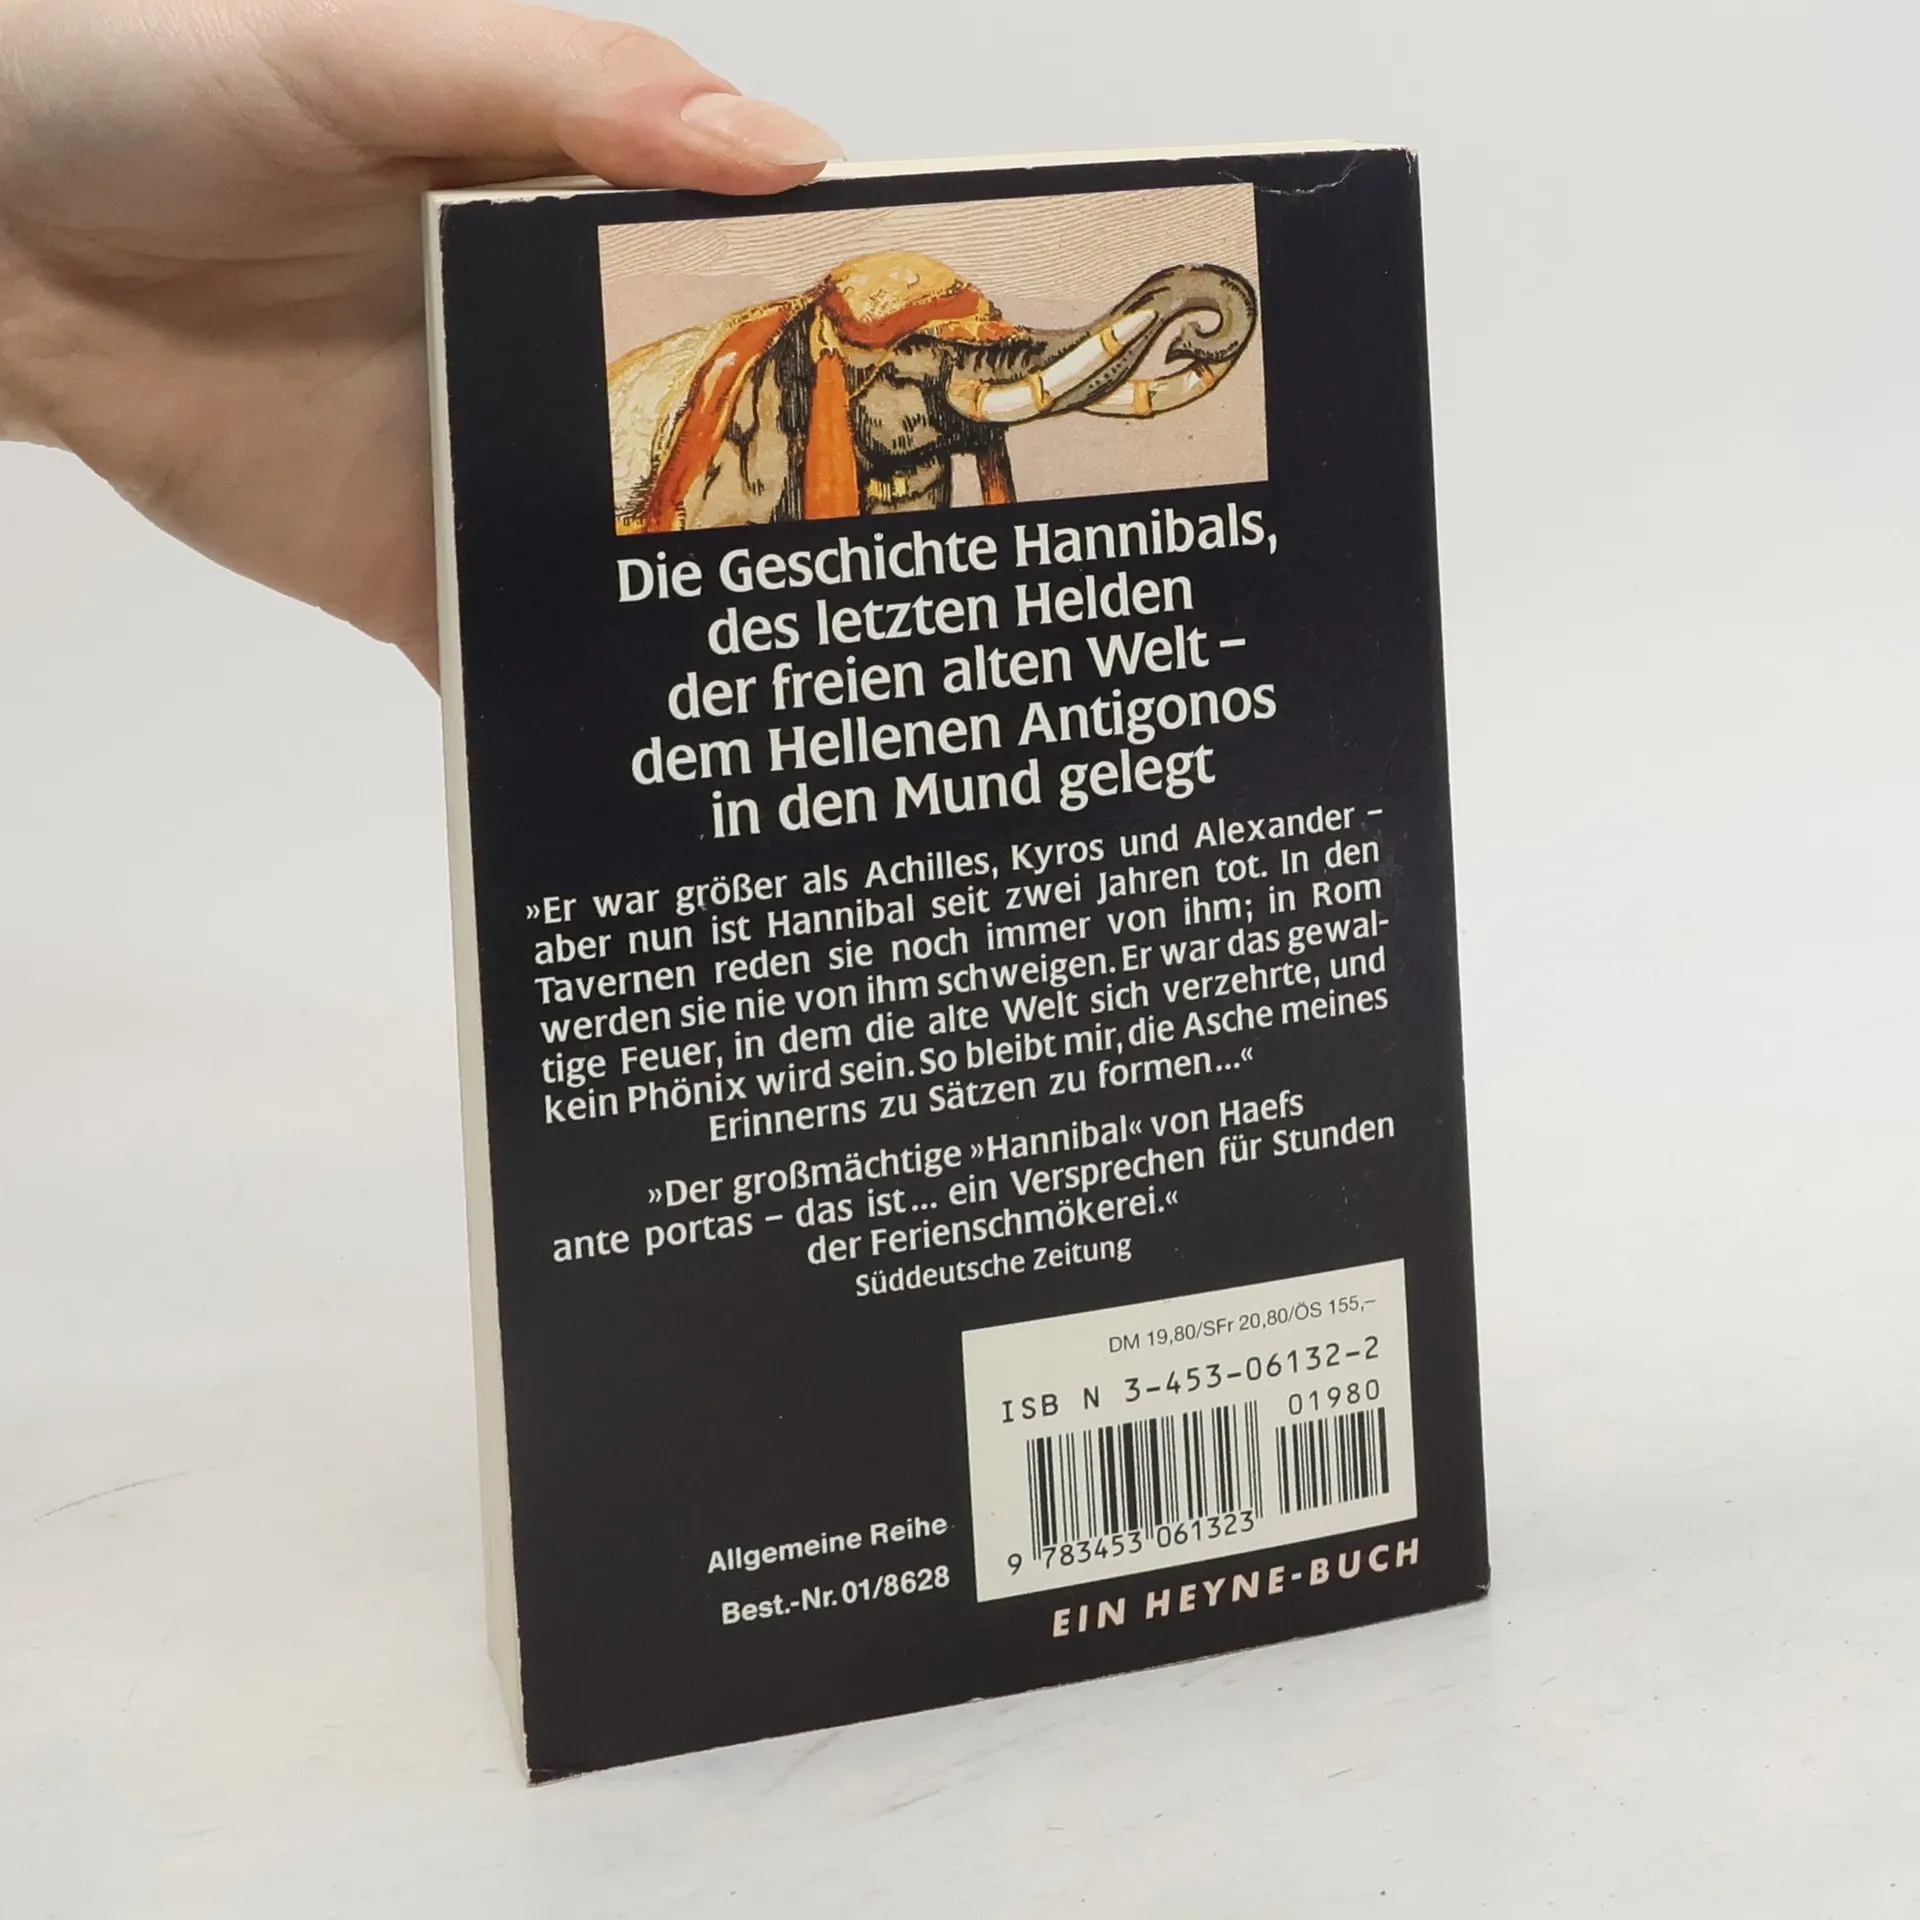 Die Geschichte Hannibals,
des letzten Helden
der freien alten Welt –
dem Hellenen Antigonos
in den Mund gelegt
»Er war größer als Achilles, Kyros und Alexander –
aber nun ist Hannibal seit zwei Jahren tot. In den
Tavernen reden sie noch immer von ihm; in Rom
werden sie nie von ihm schweigen. Er war das gewal-
tige Feuer, in dem die alte Welt sich verzehrte, und
kein Phönix wird sein. So bleibt mir, die Asche meines
Erinnerns zu Sätzen zu formen...«
»Der großmächtige »Hannibal« von Haefs
ante portas – das ist... ein Versprechen für Stunden
der Ferienschmökerei.«
Süddeutsche Zeitung
DM 19,80/SFr 20,80/ÖS 155,–
ISBN 3-453-06132-2
01980
9 783453 061323
Allgemeine Reihe
Best.-Nr. 01/8628
EIN HEYNE-BUCH